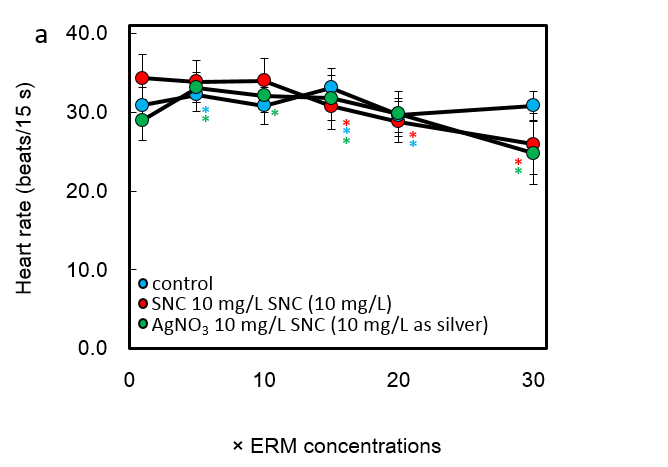 a
40.0
30.0
20.0
10.0
0.0
Heart rate (beats/15 s)
* * * * * * * * * * *
control
SNC 10 mg/L SNC (10 mg/L)
AgNO₃ 10 mg/L SNC (10 mg/L as silver)
0 10 20 30
× ERM concentrations